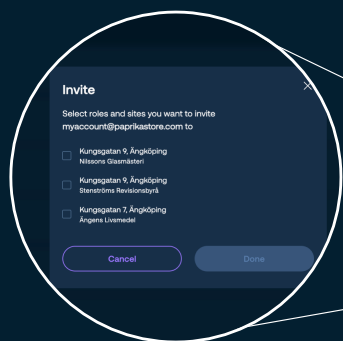 Invite
Select roles and sites you want to invite
myaccount@paprikastore.com to
Kungsgatan 9, Ängköping
Nilssons Glasmästeri
Kungsgatan 9, Ängköping
Stenströms Revisionsbyrå
Kungsgatan 7, Ängköping
Ängens Livsmedel
Cancel
Done